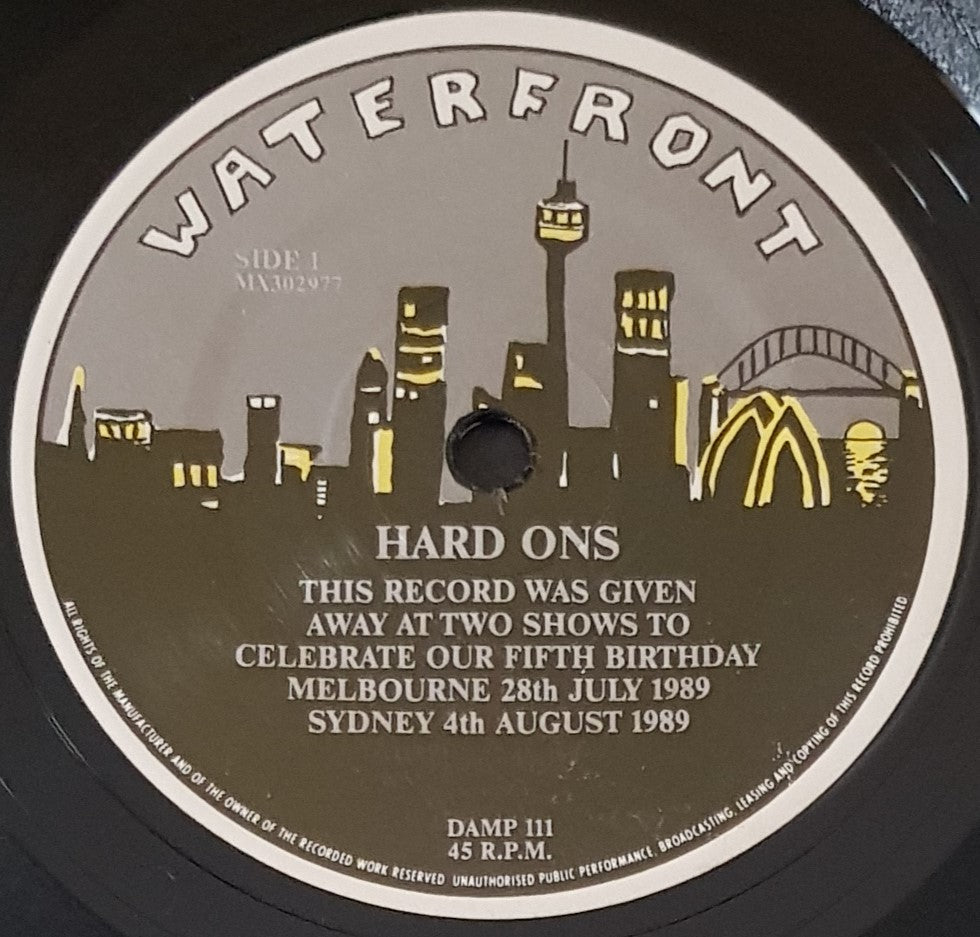 WATERFRONT
SIDE 1
MX302977
HARD ONS
THIS RECORD WAS GIVEN
AWAY AT TWO SHOWS TO
CELEBRATE OUR FIFTH BIRTHDAY
MELBOURNE 28th JULY 1989
SYDNEY 4th AUGUST 1989
DAMP 111
45 R.P.M.
ALL RIGHTS OF THE MANUFACTURER AND OF THE OWNER OF THE RECORDED WORK RESERVED UNAUTHORISED PUBLIC PERFORMANCE, BROADCASTING, LEASING AND COPYING OF THIS RECORD PROHIBITED